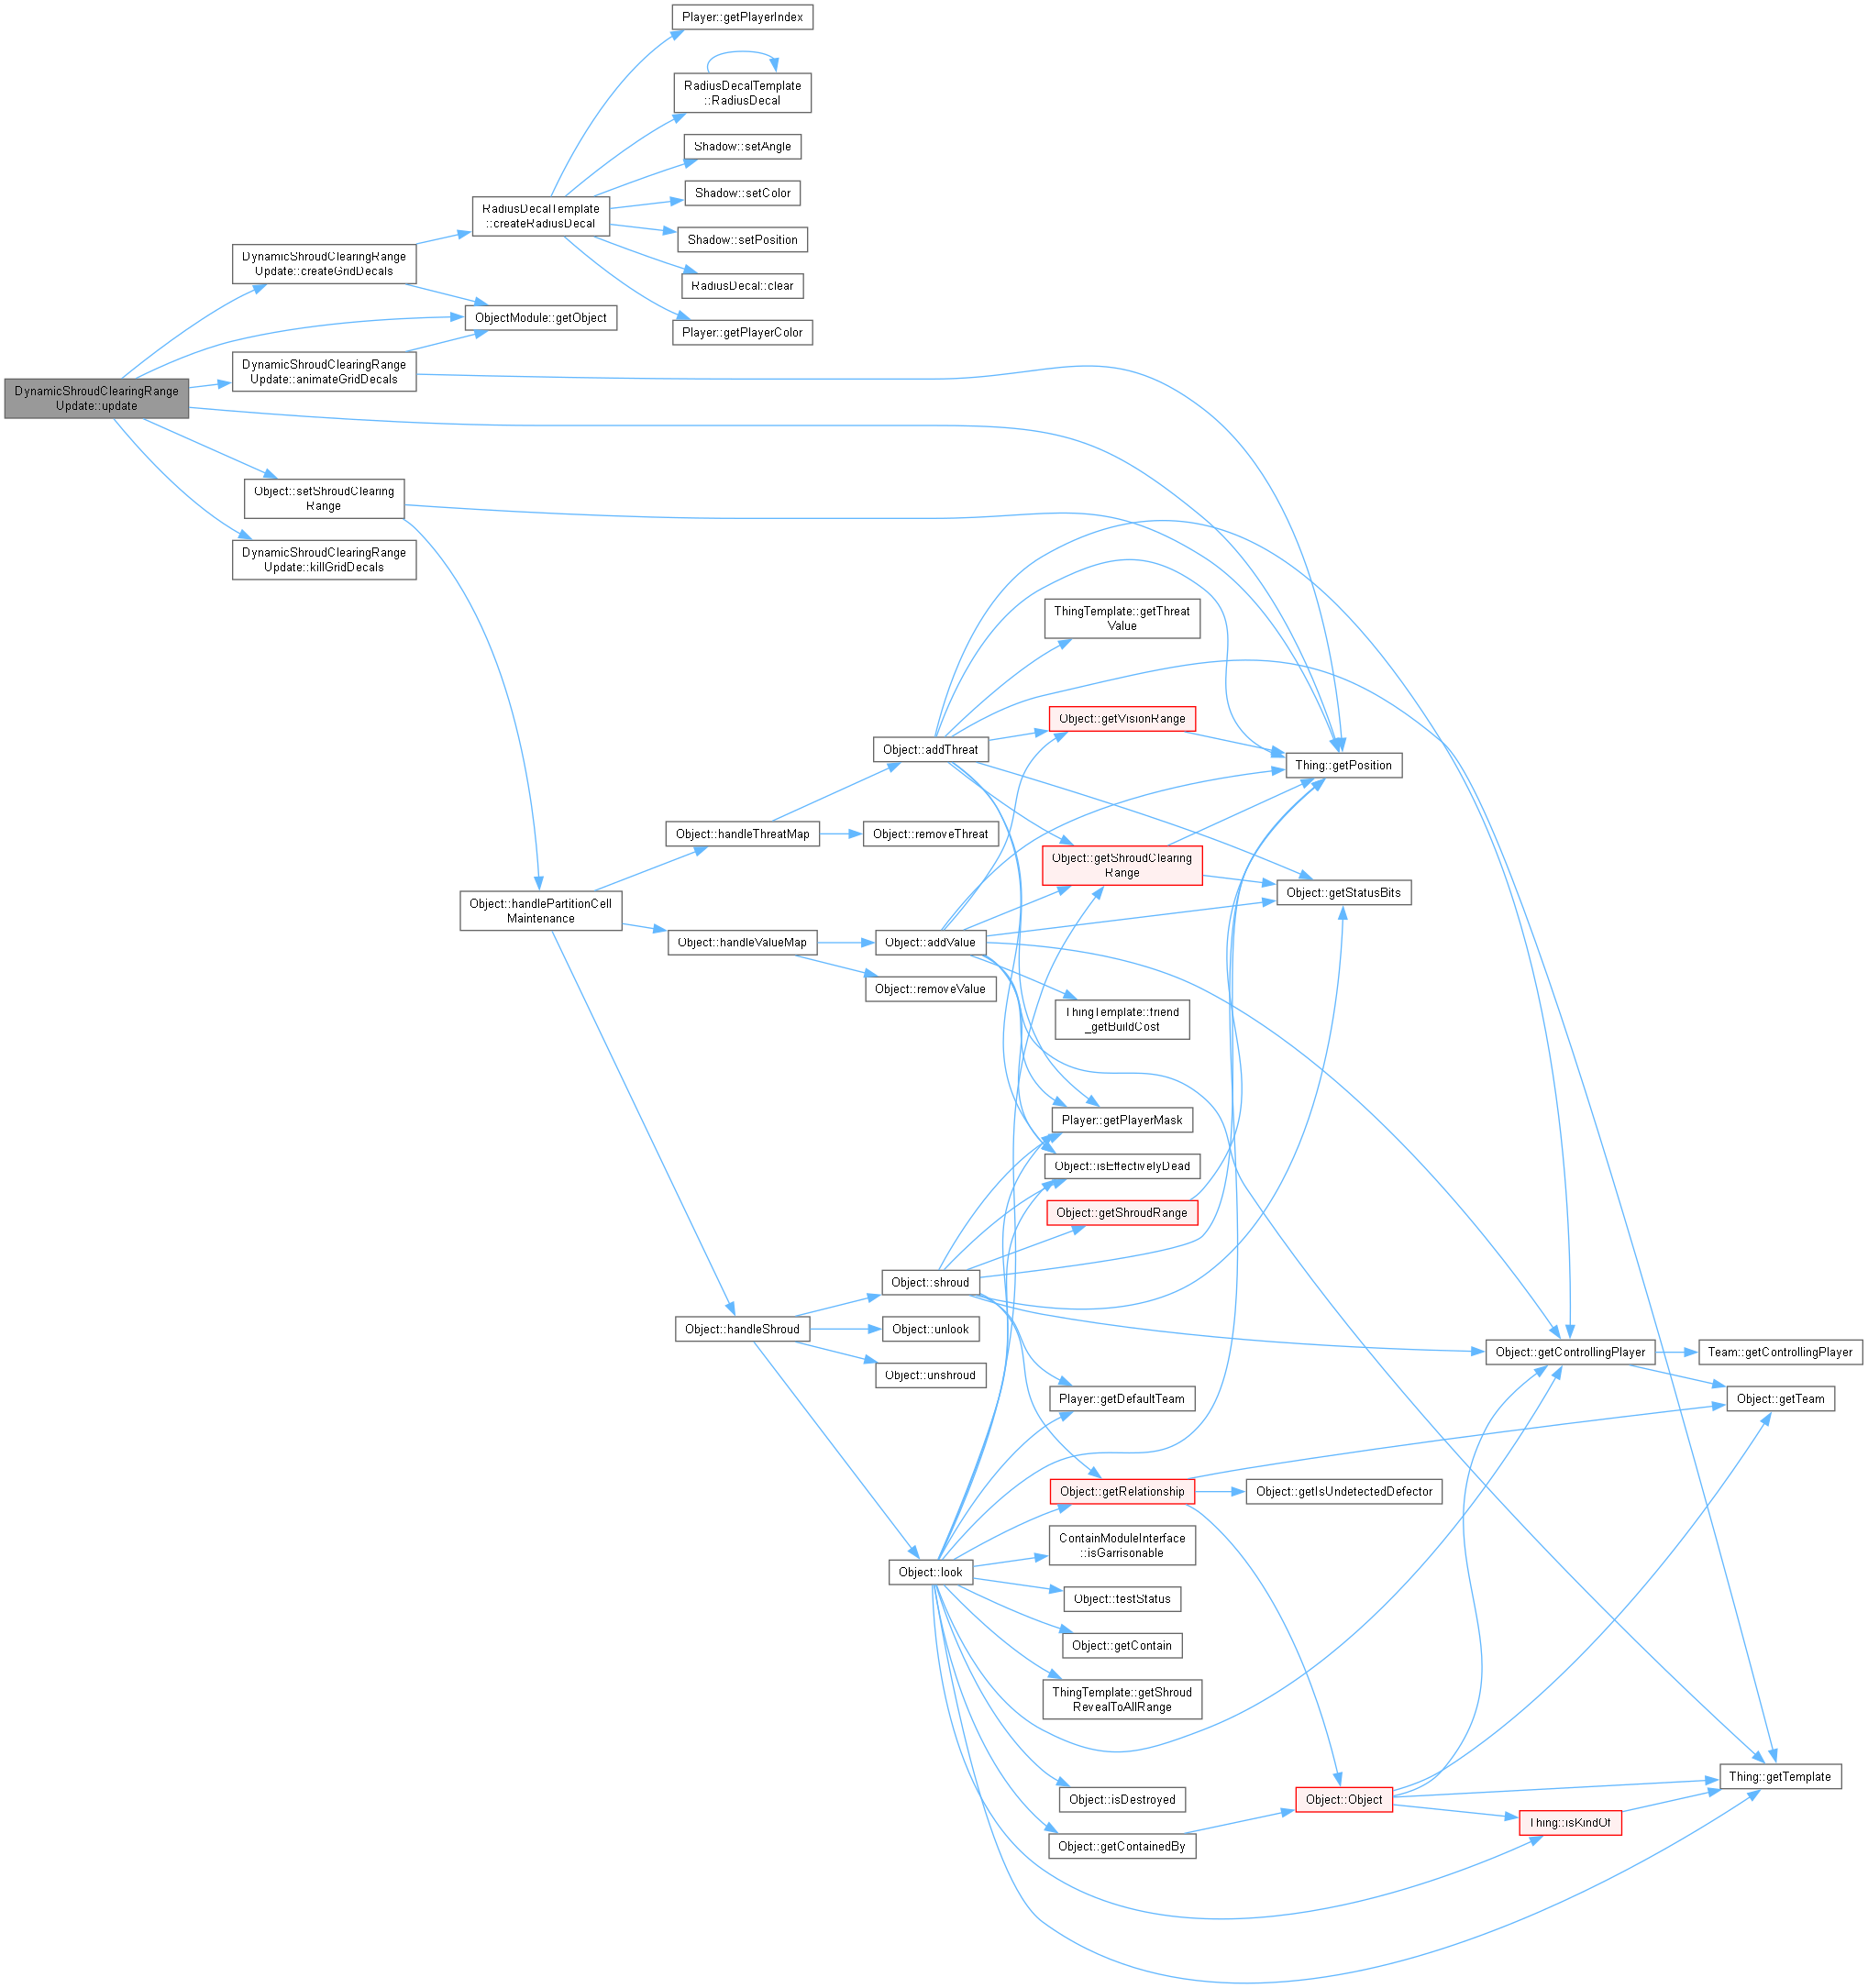 Player::getPlayerIndex
RadiusDecalTemplate
::RadiusDecal
Shadow::setAngle
Shadow::setColor
RadiusDecalTemplate
::createRadiusDecal
Shadow::setPosition
DynamicShroudClearingRange
Update::createGridDecals
RadiusDecal::clear
ObjectModule::getObject
Player::getPlayerColor
DynamicShroudClearingRange
Update::animateGridDecals
DynamicShroudClearingRange
Update::update
Object::setShroudClearing
Range
DynamicShroudClearingRange
Update::killGridDecals
ThingTemplate::getThreat
Value
Object::getVisionRange
Object::addThreat
Thing::getPosition
Object::handleThreatMap
Object::removeThreat
Object::getShroudClearing
Range
Object::getStatusBits
Object::handlePartitionCell
Maintenance
Object::handleValueMap
Object::addValue
Object::removeValue
ThingTemplate::friend
_getBuildCost
Player::getPlayerMask
Object::isEffectivelyDead
Object::getShroudRange
Object::shroud
Object::handleShroud
Object::unlook
Object::getControllingPlayer
Team::getControllingPlayer
Object::unshroud
Player::getDefaultTeam
Object::getTeam
Object::getRelationship
Object::getIsUndetectedDefector
ContainModuleInterface
::isGarrisonable
Object::look
Object::testStatus
Object::getContain
ThingTemplate::getShroud
RevealToAllRange
Thing::getTemplate
Object::isDestroyed
Object::Object
Thing::isKindOf
Object::getContainedBy